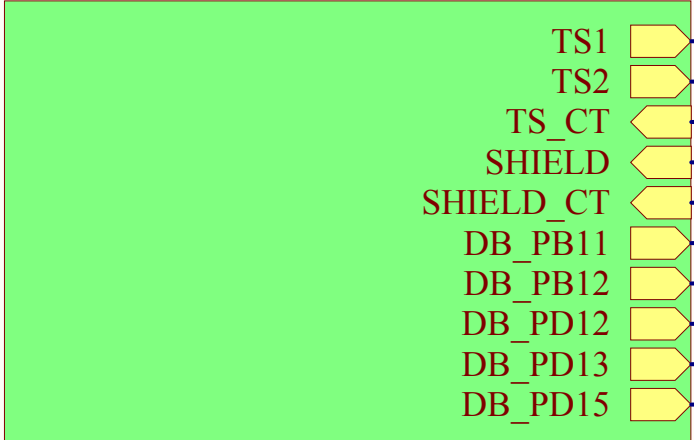 TS1
TS2
TS_CT
SHIELD
SHIELD_CT
DB_PB11
DB_PB12
DB_PD12
DB_PD13
DB_PD15